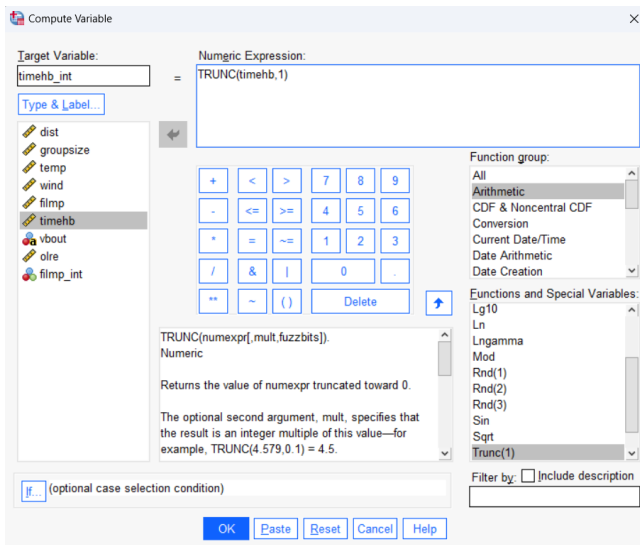 Compute Variable
Target Variable:
timehb_int
=
Numeric Expression:
TRUNC(timehb,1)
Type & Label...
dist
groupsize
temp
wind
filmp
timehb
vbout
olre
filmp_int
+ < > 7 8 9
- <= >= 4 5 6
* = ~= 1 2 3
/ & | 0 .
** ~ ( ) Delete
Function group:
All
Arithmetic
CDF & Noncentral CDF
Conversion
Current Date/Time
Date Arithmetic
Date Creation
Functions and Special Variables:
Lg10
Ln
Lngamma
Mod
Rnd(1)
Rnd(2)
Rnd(3)
Sin
Sqrt
Trunc(1)
TRUNC(numexpr[,mult,fuzzbits]).
Numeric
Returns the value of numexpr truncated toward 0.
The optional second argument, mult, specifies that
the result is an integer multiple of this value—for
example, TRUNC(4.579,0.1) = 4.5.
If... (optional case selection condition)
Filter by: Include description
OK Paste Reset Cancel Help